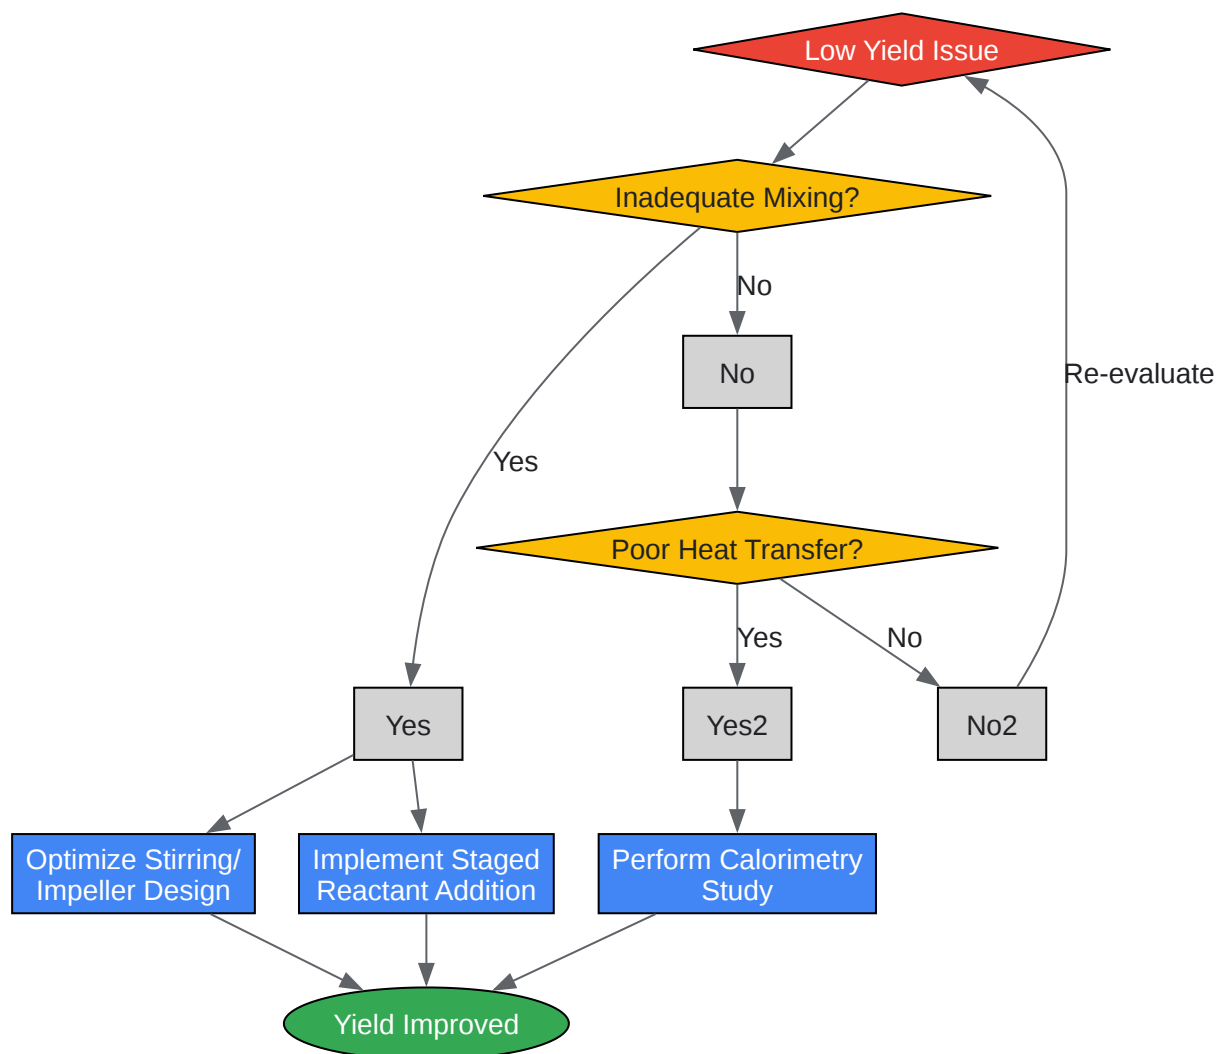 Low Yield Issue
Inadequate Mixing?
No
No
Re-evaluate
Yes
Poor Heat Transfer?
Yes
No
Yes
Yes2
No2
Optimize Stirring/
Impeller Design
Implement Staged
Reactant Addition
Perform Calorimetry
Study
Yield Improved